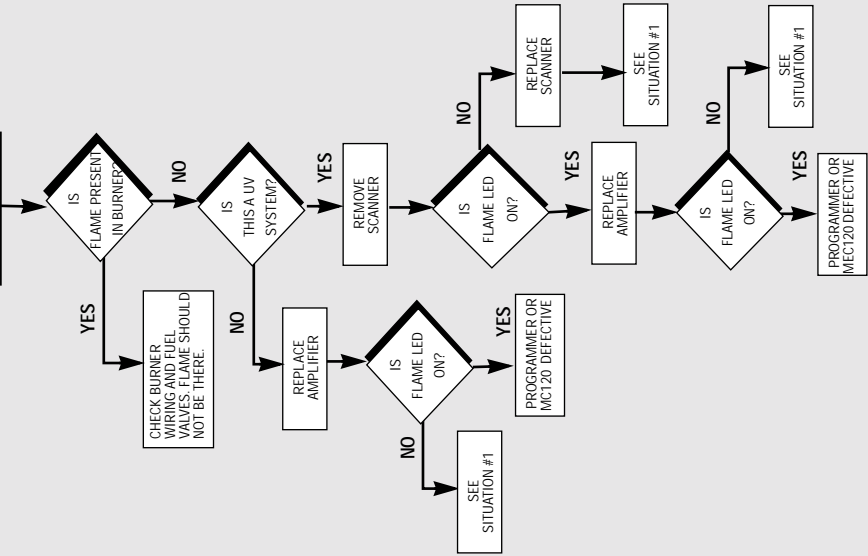 IS
FLAME PRESENT
IN BURNER?
YES
NO
CHECK BURNER
WIRING AND FUEL
VALVES. FLAME SHOULD
NOT BE THERE.
IS
THIS A UV
SYSTEM?
NO
YES
REPLACE
AMPLIFIER
IS
FLAME LED
ON?
NO
YES
SEE
SITUATION #1
PROGRAMMER OR
MC120 DEFECTIVE
REMOVE
SCANNER
IS
FLAME LED
ON?
NO
YES
REPLACE
SCANNER
SEE
SITUATION #1
REPLACE
AMPLIFIER
IS
FLAME LED
ON?
NO
YES
SEE
SITUATION #1
PROGRAMMER OR
MEC120 DEFECTIVE